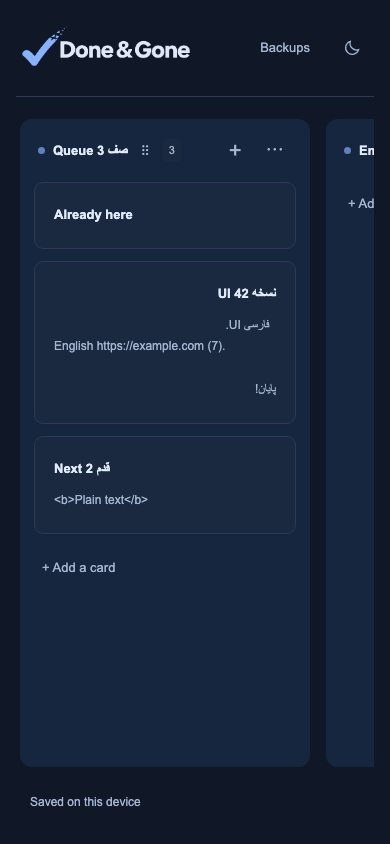 Done & Gone
Backups
Queue 3 صف
3
+
...
Already here
نسخه 42 UI
فارسی UI.
English https://example.com (7).
پایان!
Next 2 قدم
<b>Plain text</b>
+ Add a card
En
+ Ad
Saved on this device